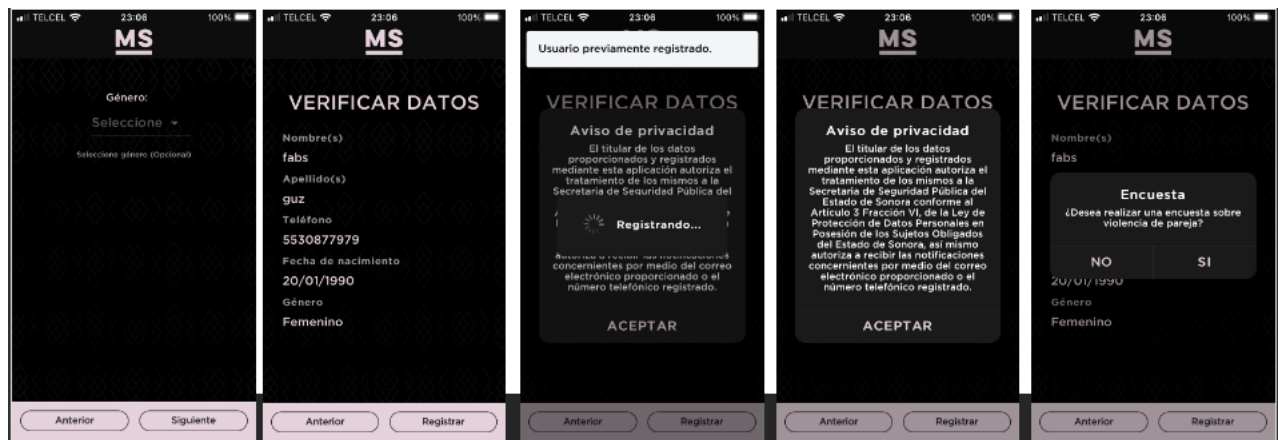 TELCEL 23:06 100%
MS
Género:
Seleccione
Seleccione género (Opcional)
Anterior Siguiente
TELCEL 23:06 100%
MS
VERIFICAR DATOS
Nombre(s)
fabs
Apellido(s)
guz
Teléfono
5530877979
Fecha de nacimiento
20/01/1990
Género
Femenino
Anterior Registrar
TELCEL 23:06 100%
Usuario previamente registrado.
VERIFICAR DATOS
Aviso de privacidad
El titular de los datos
proporcionados y registrados
mediante esta aplicación autoriza el
tratamiento de los mismos a la
Secretaría de Seguridad Pública del
Registrando...
autoriza a recibir las notificaciones
concernientes por medio del correo
electrónico proporcionado o el
número telefónico registrado.
ACEPTAR
Anterior Registrar
TELCEL 23:06 100%
MS
VERIFICAR DATOS
Aviso de privacidad
El titular de los datos
proporcionados y registrados
mediante esta aplicación autoriza el
tratamiento de los mismos a la
Secretaría de Seguridad Pública del
Estado de Sonora conforme al
Artículo 3 Fracción VI, de la Ley de
Protección de Datos Personales en
Posesión de los Sujetos Obligados
del Estado de Sonora, así mismo
autoriza a recibir las notificaciones
concernientes por medio del correo
electrónico proporcionado o el
número telefónico registrado.
ACEPTAR
Anterior Registrar
TELCEL 23:06 100%
MS
VERIFICAR DATOS
Nombre(s)
fabs
Encuesta
¿Desea realizar una encuesta sobre
violencia de pareja?
NO SI
20/01/1990
Género
Femenino
Anterior Registrar